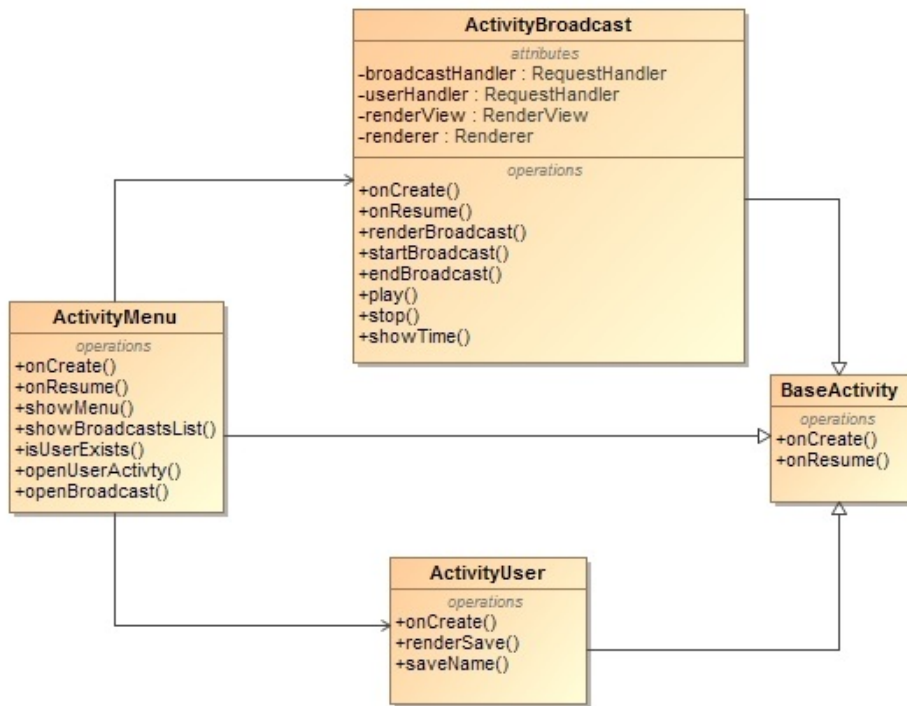 ActivityBroadcast
attributes
-broadcastHandler : RequestHandler
-userHandler : RequestHandler
-renderView : RenderView
-renderer : Renderer
operations
+onCreate()
+onResume()
+renderBroadcast()
+startBroadcast()
+endBroadcast()
+play()
+stop()
+showTime()
ActivityMenu
operations
+onCreate()
+onResume()
+showMenu()
+showBroadcastsList()
+isUserExists()
+openUserActivty()
+openBroadcast()
BaseActivity
operations
+onCreate()
+onResume()
ActivityUser
operations
+onCreate()
+renderSave()
+saveName()